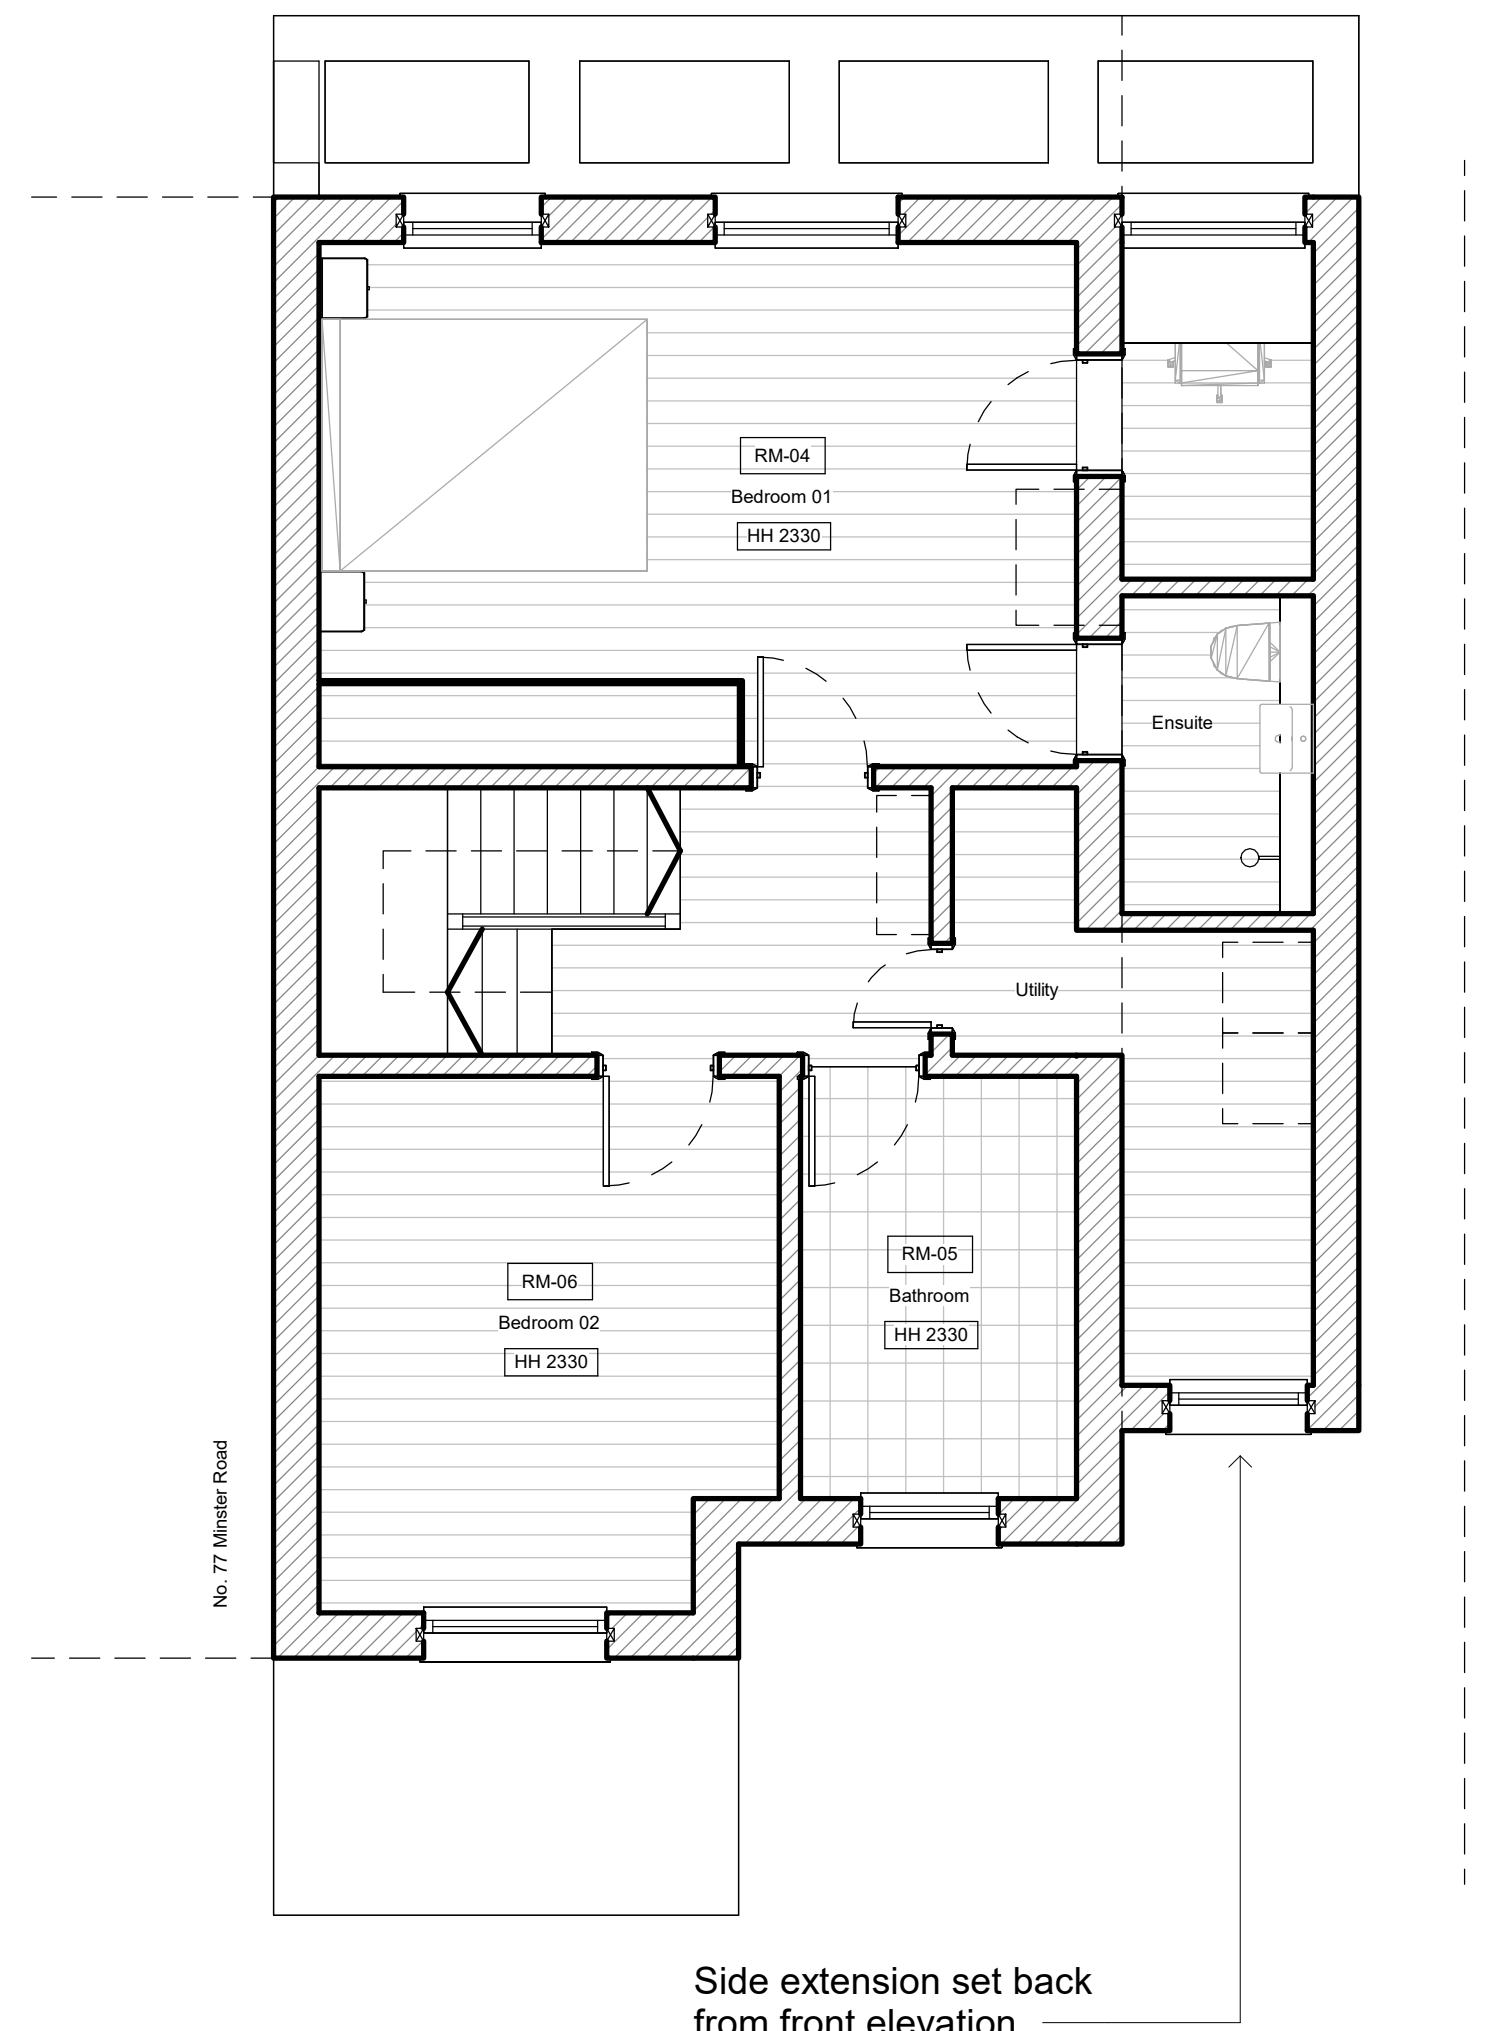 RM-04
Bedroom 01
HH 2330
Ensuite
Utility
RM-05
Bathroom
HH 2330
RM-06
Bedroom 02
HH 2330
No. 77 Minster Road
Side extension set back
from front elevation